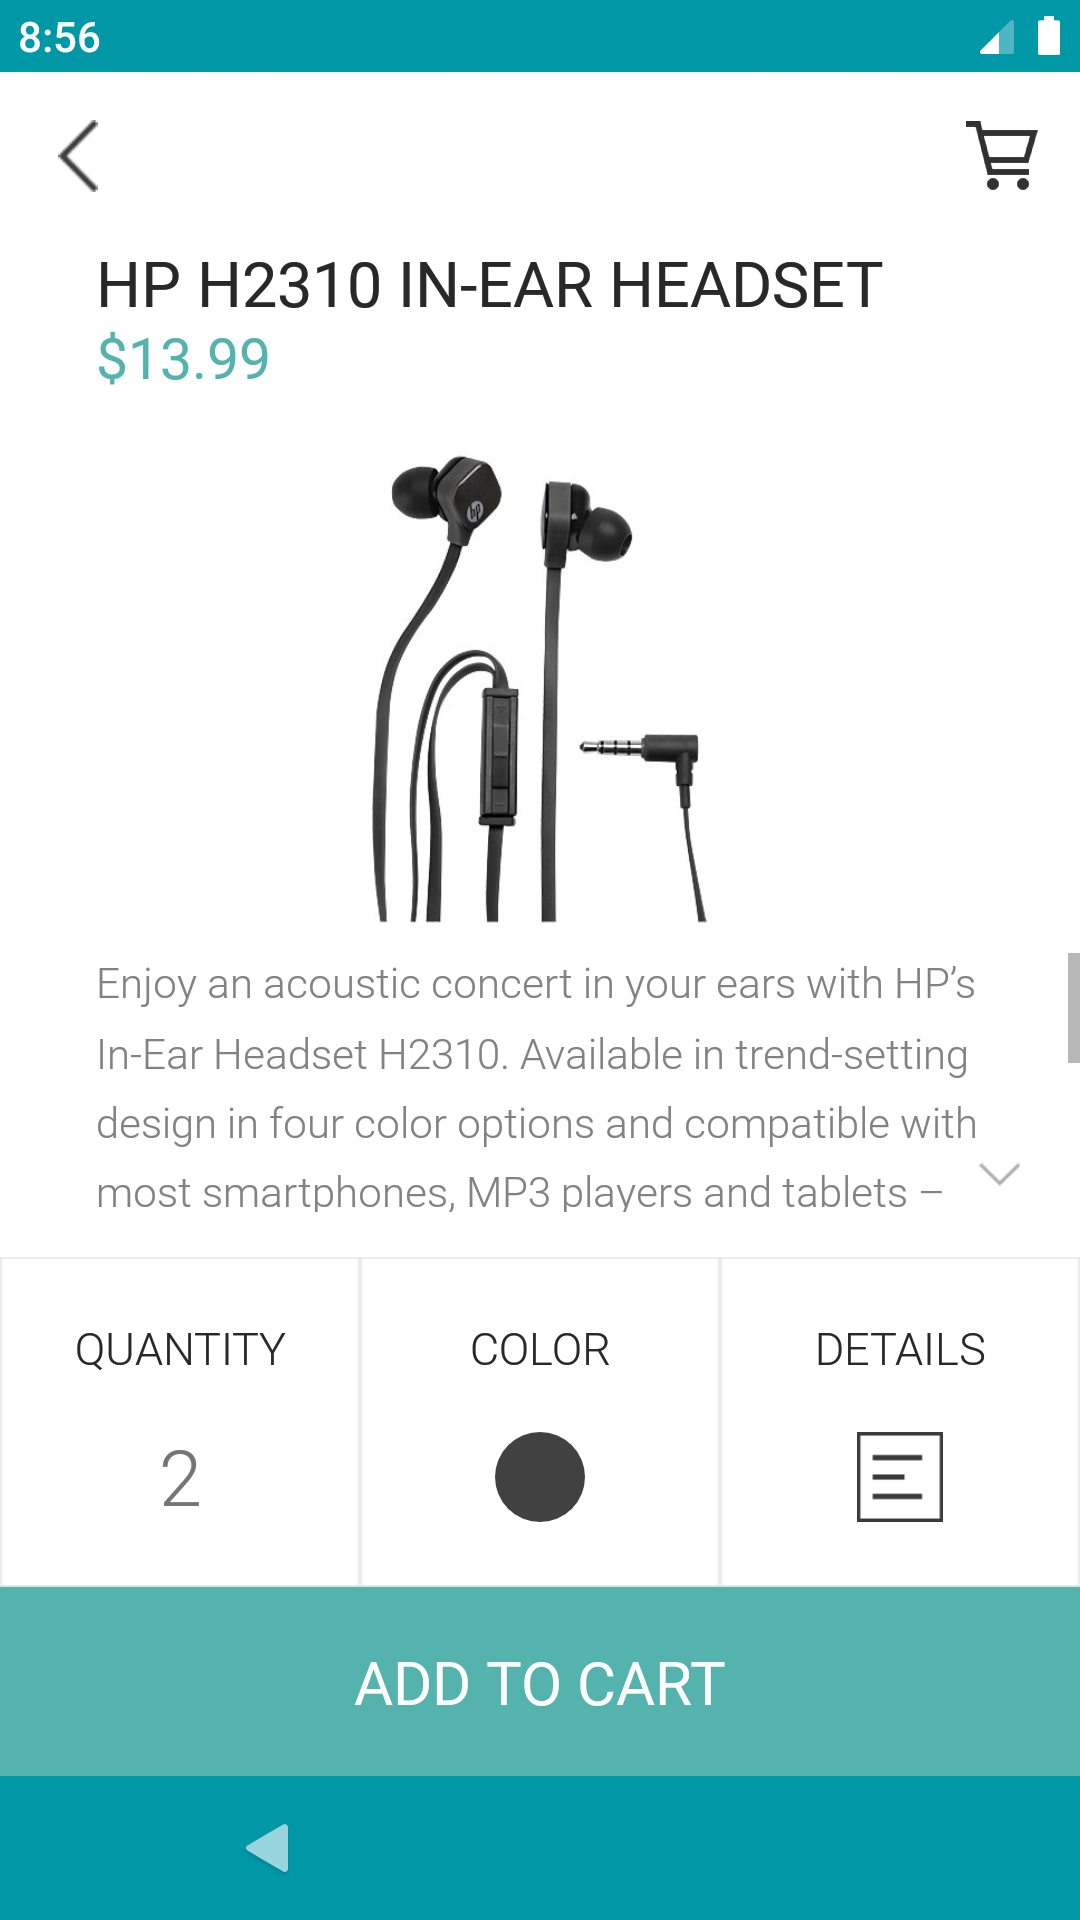 8:56
HP H2310 IN-EAR HEADSET
$13.99
hp
Enjoy an acoustic concert in your ears with HP’s
In-Ear Headset H2310. Available in trend-setting
design in four color options and compatible with
most smartphones, MP3 players and tablets –
QUANTITY
COLOR
DETAILS
2
ADD TO CART